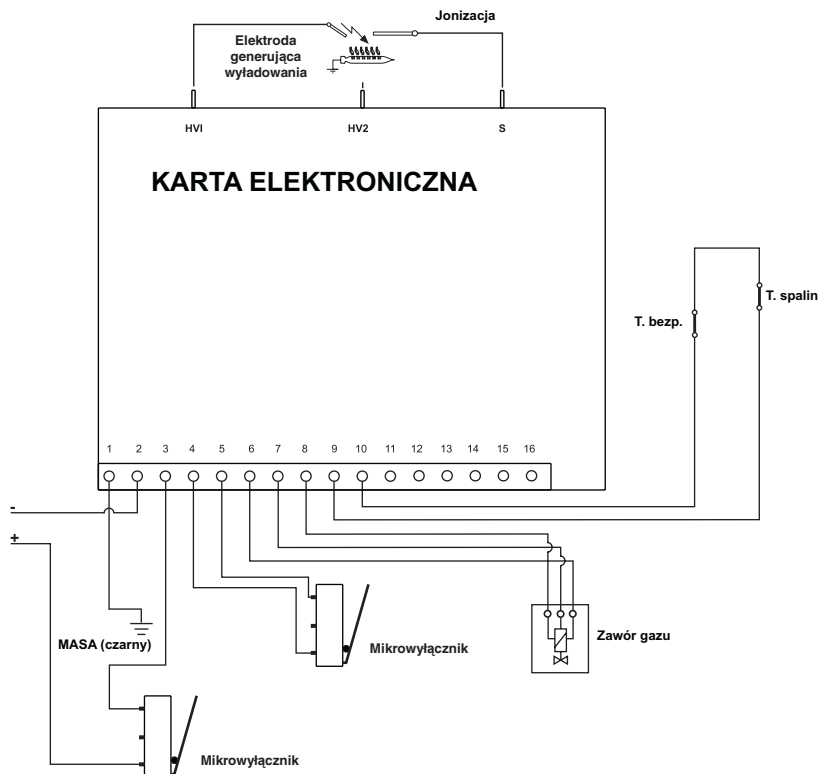 Jonizacja
Elektroda
generująca
wyładowania
HVI
HV2
S
KARTA ELEKTRONICZNA
T. spalin
T. bezp.
1 2 3 4 5 6 7 8 9 10 11 12 13 14 15 16
-
+
MASA (czarny)
Mikrowyłącznik
Zawór gazu
Mikrowyłącznik